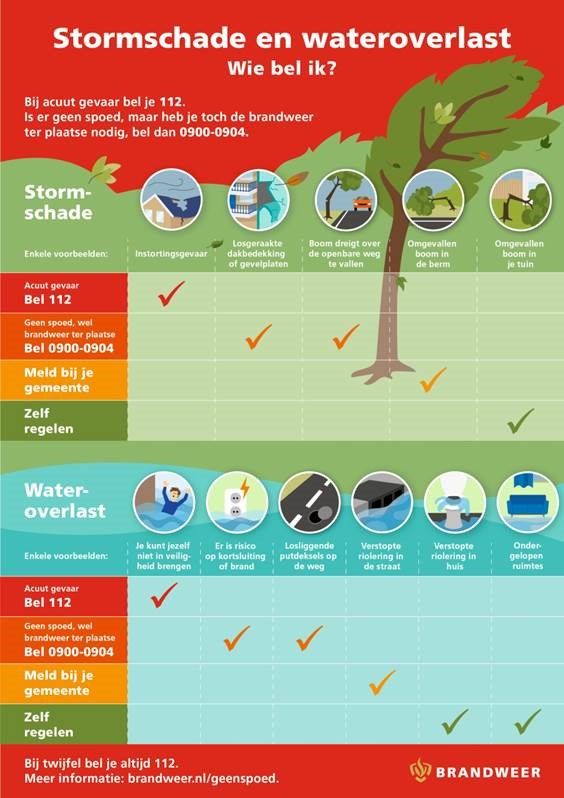 Stormschade en wateroverlast
Wie bel ik?
Bij acuut gevaar bel je 112.
Is er geen spoed, maar heb je toch de brandweer
ter plaatse nodig, bel dan 0900-0904.
Storm-
schade
Enkele voorbeelden:
Instortingsgevaar
Losgeraakte
dakbedekking
of gevelplaten
Boom dreigt over
de openbare weg
te vallen
Omgevallen
boom in
de berm
Omgevallen
boom in
je tuin
Acuut gevaar
Bel 112
Geen spoed, wel
brandweer ter plaatse
Bel 0900-0904
Meld bij je
gemeente
Zelf
regelen
Water-
overlast
Enkele voorbeelden:
Je kunt jezelf
niet in veilig-
heid brengen
Er is risico
op kortsluiting
of brand
Losliggende
putdeksels op
de weg
Verstopte
riolering in
de straat
Verstopte
riolering in
huis
Onder-
gelopen
ruimtes
Acuut gevaar
Bel 112
Geen spoed, wel
brandweer ter plaatse
Bel 0900-0904
Meld bij je
gemeente
Zelf
regelen
Bij twijfel bel je altijd 112.
Meer informatie: brandweer.nl/geenspoed.
BRANDWEER